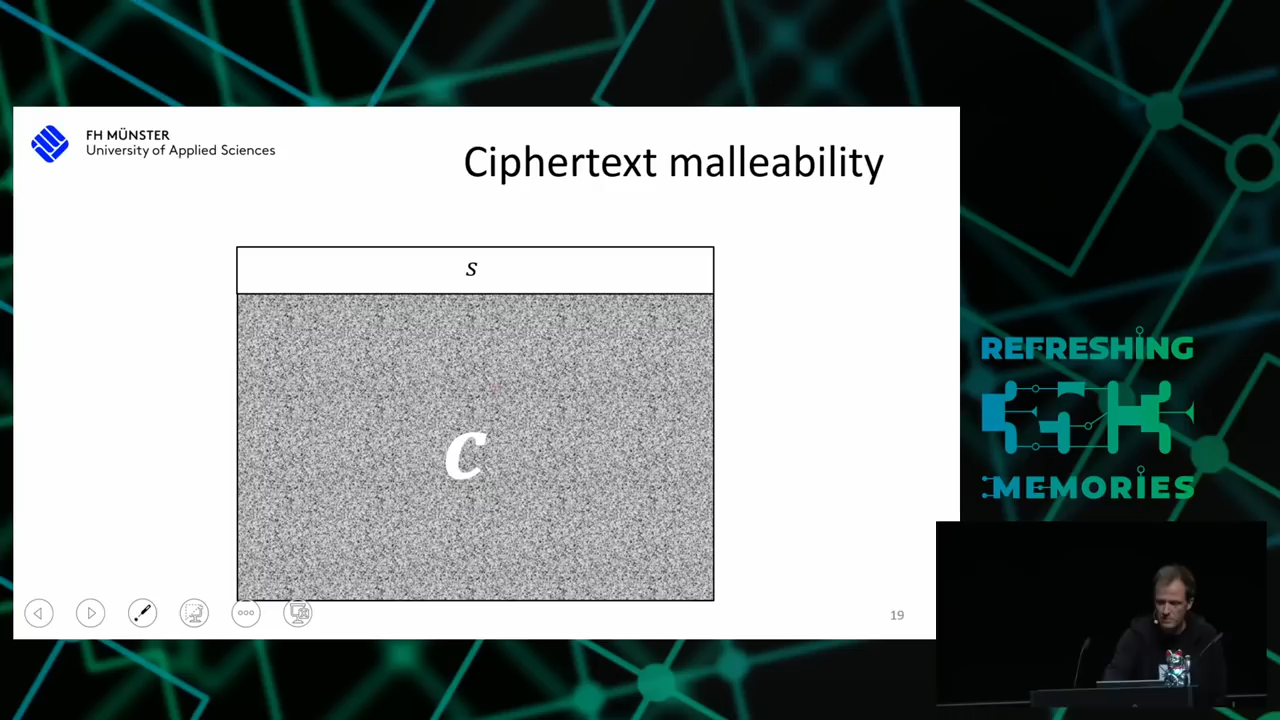 FH MÜNSTER
University of Applied Sciences
Ciphertext malleability
s
c
19
REFRESHING
MEMORIES